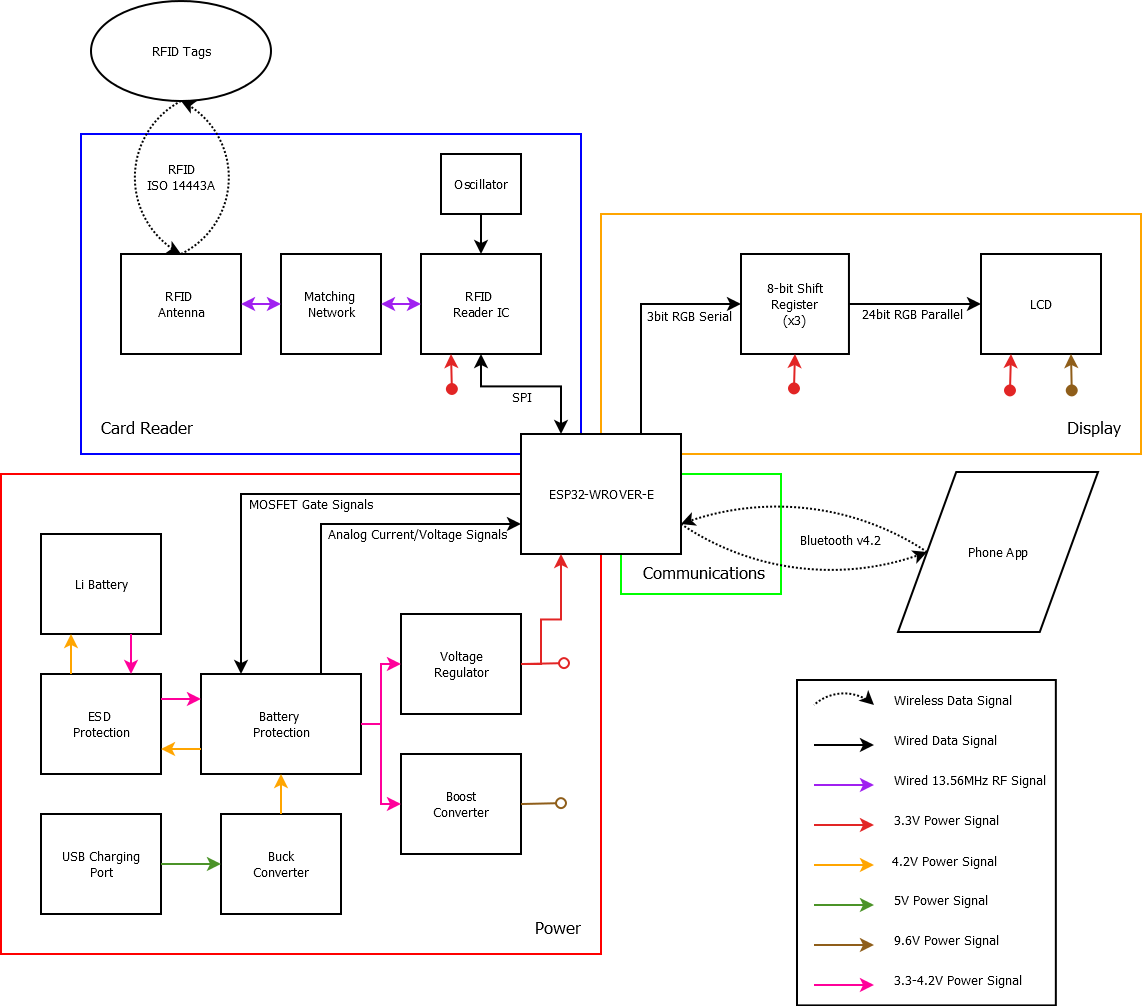 RFID Tags
RFID
ISO 14443A
Oscillator
RFID
Antenna
Matching
Network
RFID
Reader IC
SPI
Card Reader
8-bit Shift
Register
(x3)
LCD
3bit RGB Serial
24bit RGB Parallel
Display
ESP32-WROVER-E
MOSFET Gate Signals
Analog Current/Voltage Signals
Communications
Bluetooth v4.2
Phone App
Li Battery
ESD
Protection
Battery
Protection
Voltage
Regulator
Boost
Converter
USB Charging
Port
Buck
Converter
Power
Wireless Data Signal
Wired Data Signal
Wired 13.56MHz RF Signal
3.3V Power Signal
4.2V Power Signal
5V Power Signal
9.6V Power Signal
3.3-4.2V Power Signal